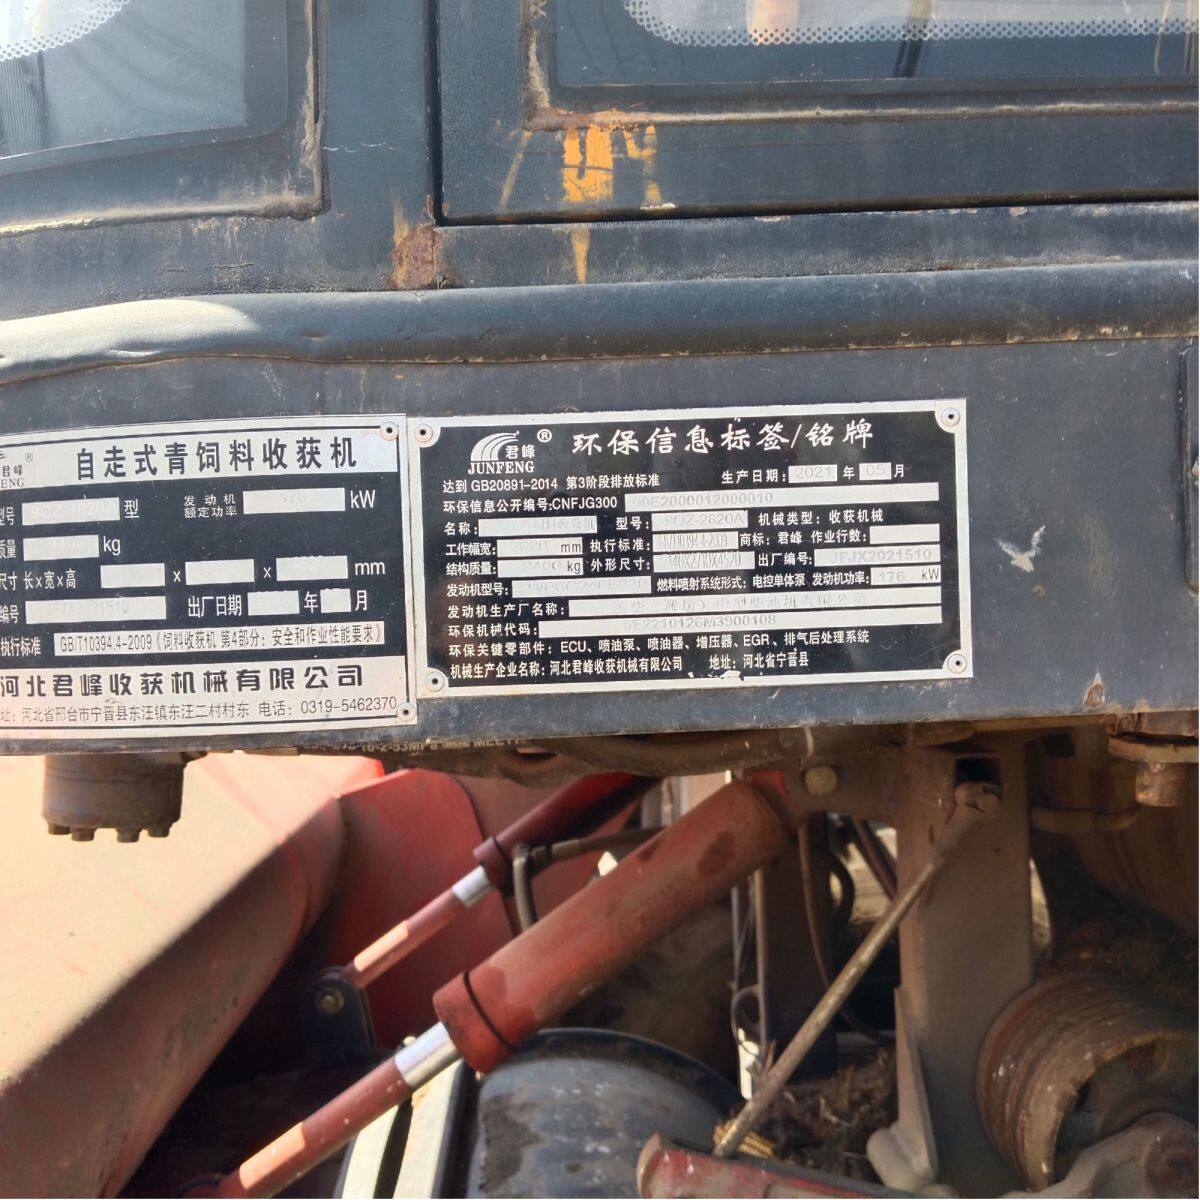 君峰 ®
自走式青饲料收获机
型号 9QZ-2620A 型 发动机额定功率 176 kW
质量 kg
尺寸 长×宽×高 × × mm
编号 JFJX2021510 出厂日期 年 月
执行标准 GB/T10394.4-2009《饲料收获机 第4部分：安全和作业性能要求》
河北君峰收获机械有限公司
址：河北省邢台市宁晋县东汪镇东汪二村村东 电话：0319-5462370
君峰 ® 环保信息标签/铭牌
JUNFENG
达到 GB20891-2014 第3阶段排放标准 生产日期：2021 年 05 月
环保信息公开编号:CNFJG300 00E2000012000010
名称： 型号：9QZ-2620A 机械类型：收获机械
工作幅宽：2620 mm 执行标准：GB/T10394.4-2009 商标：君峰 作业行数：
结构质量： kg 外形尺寸： 出厂编号：JFJX2021510
发动机型号： 燃料喷射系统形式：电控单体泵 发动机功率：176 kW
发动机生产厂名称：
环保机械代码：
环保关键零部件：ECU、喷油泵、喷油器、增压器、EGR、排气后处理系统
机械生产企业名称：河北君峰收获机械有限公司 地址：河北省宁晋县